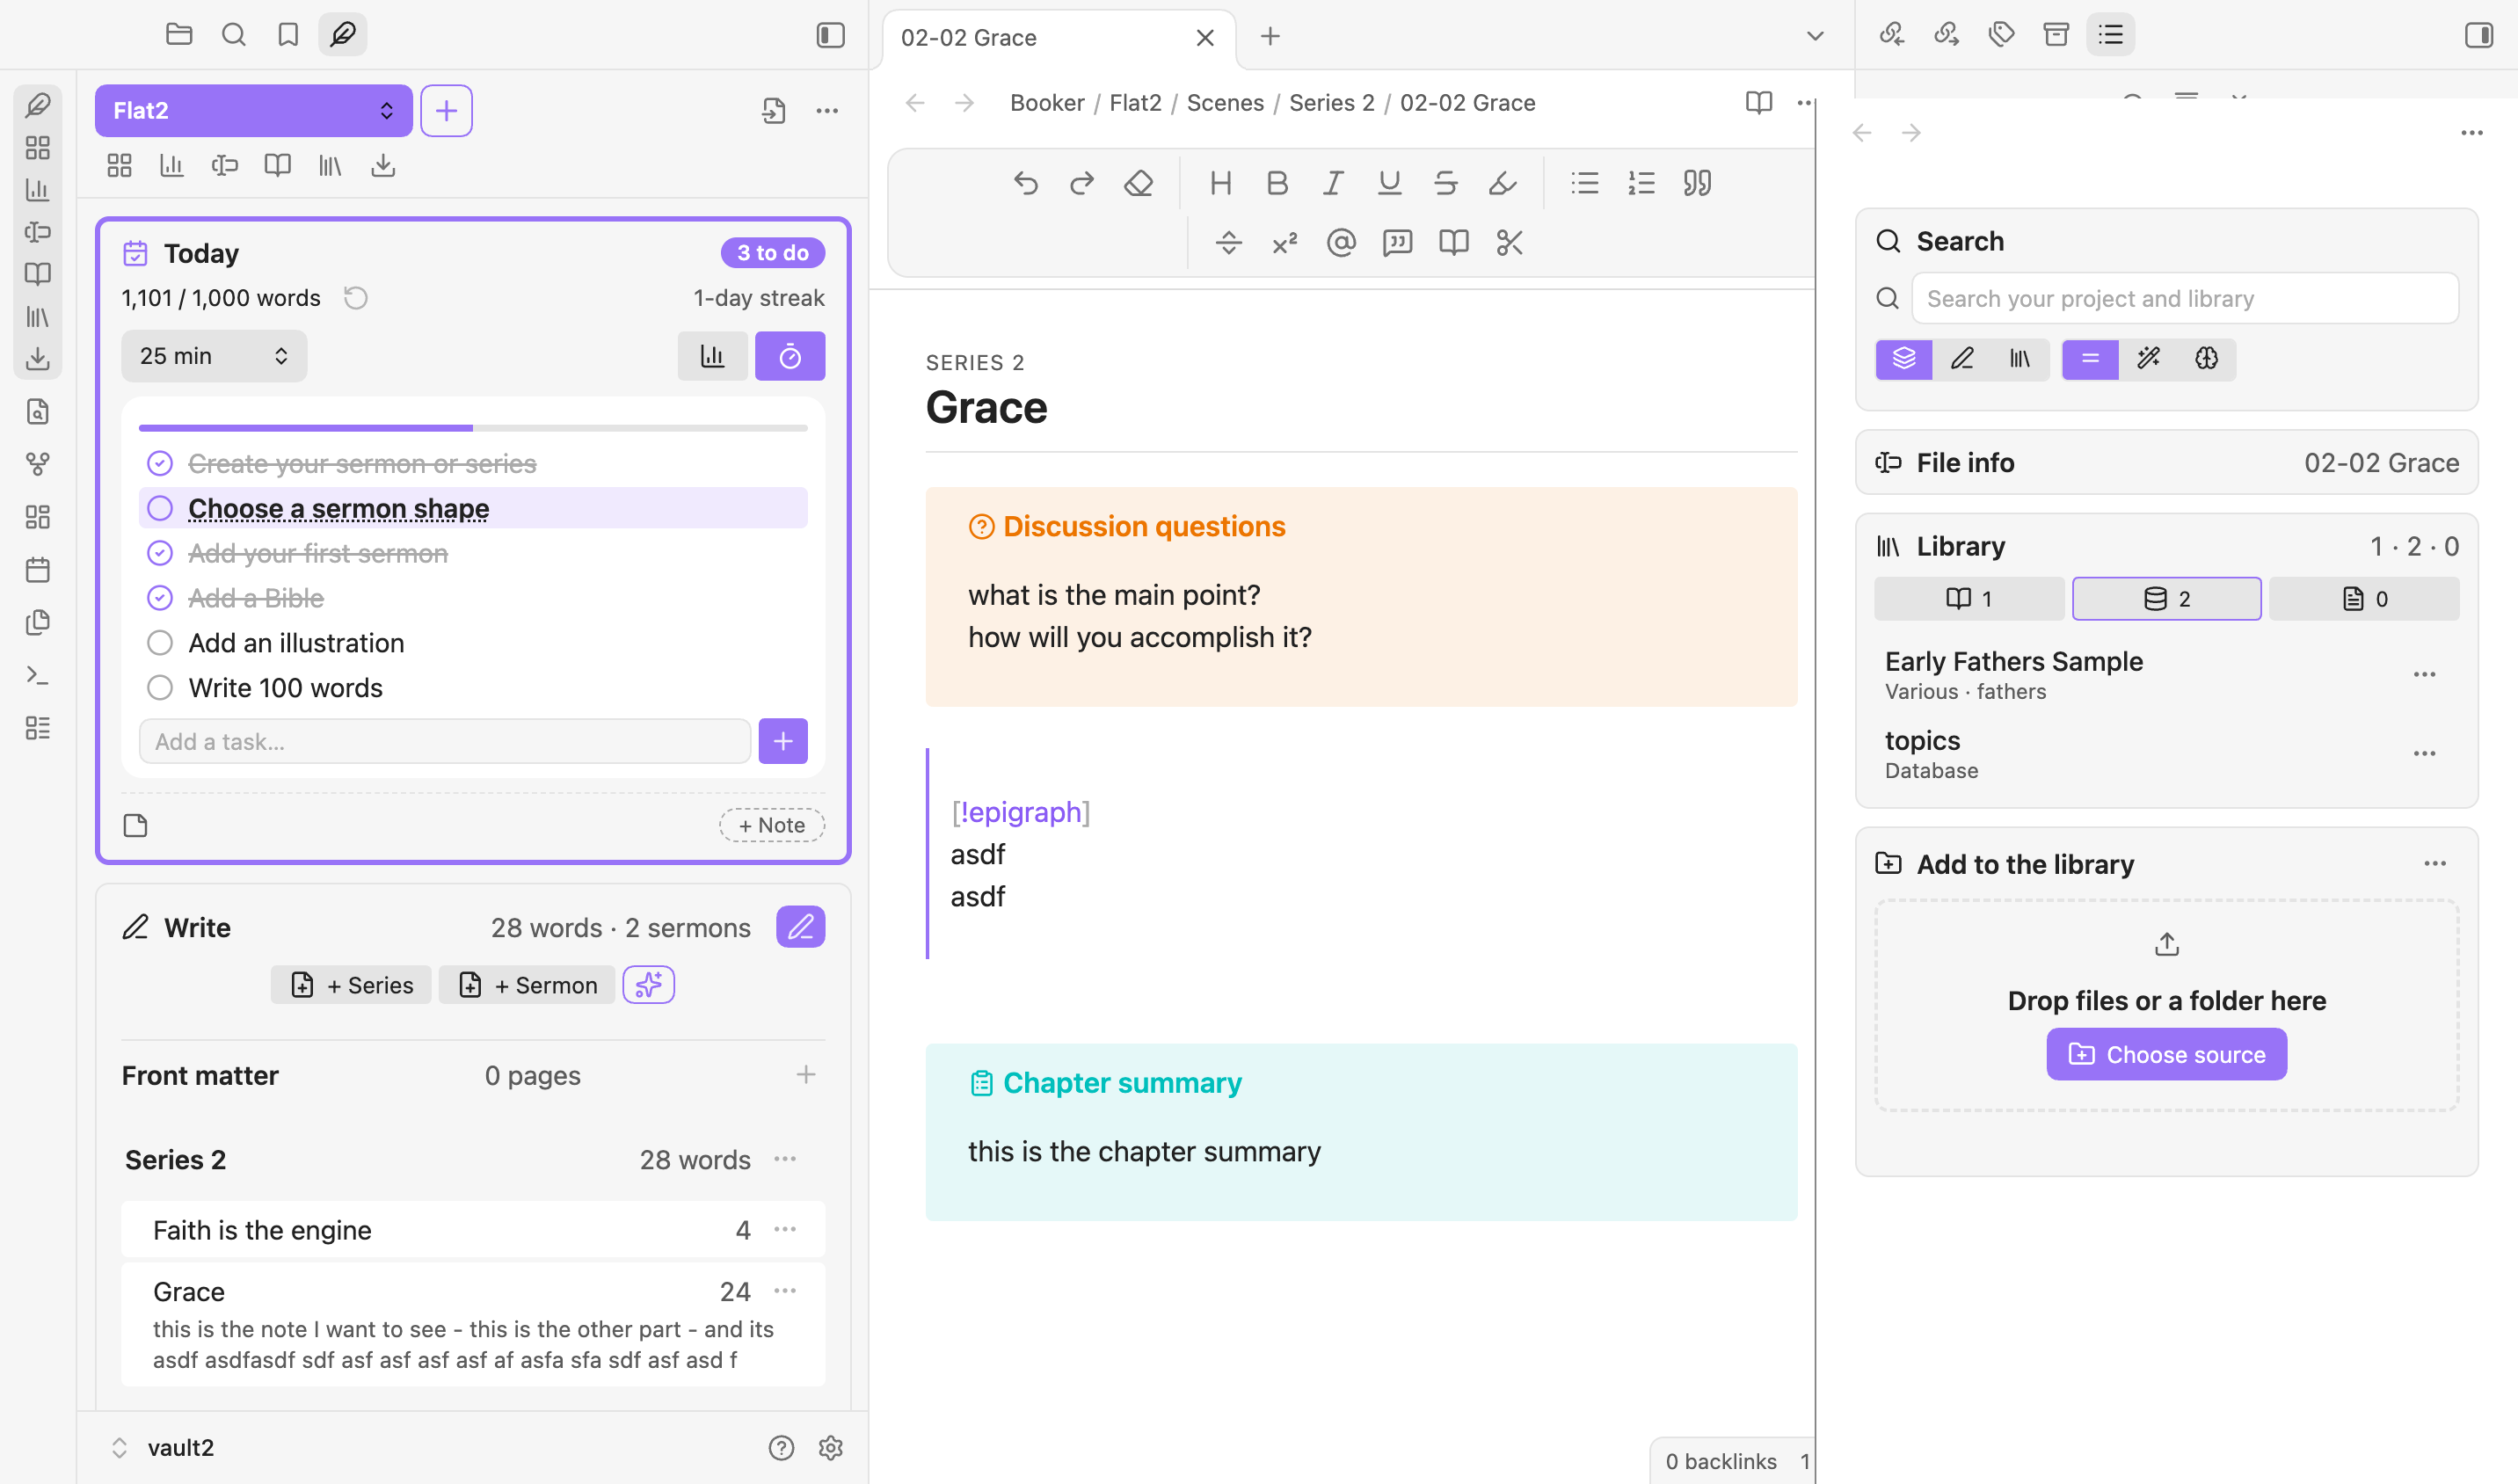 02-02 Grace
Flat2
Booker / Flat2 / Scenes / Series 2 / 02-02 Grace
Today
3 to do
1,101 / 1,000 words
1-day streak
25 min
Create your sermon or series
Choose a sermon shape
Add your first sermon
Add a Bible
Add an illustration
Write 100 words
Add a task...
+ Note
Write
28 words · 2 sermons
+ Series
+ Sermon
Front matter
0 pages
Series 2
28 words
Faith is the engine
4
Grace
24
this is the note I want to see - this is the other part - and its
asdf asdfasdf sdf asf asf asf asf af asfa sfa sdf asf asd f
vault2
H B I U S
x²
SERIES 2
Grace
Discussion questions
what is the main point?
how will you accomplish it?
[!epigraph]
asdf
asdf
Chapter summary
this is the chapter summary
0 backlinks 1
Search
Search your project and library
File info
02-02 Grace
Library
1 · 2 · 0
1
2
0
Early Fathers Sample
Various · fathers
topics
Database
Add to the library
Drop files or a folder here
Choose source